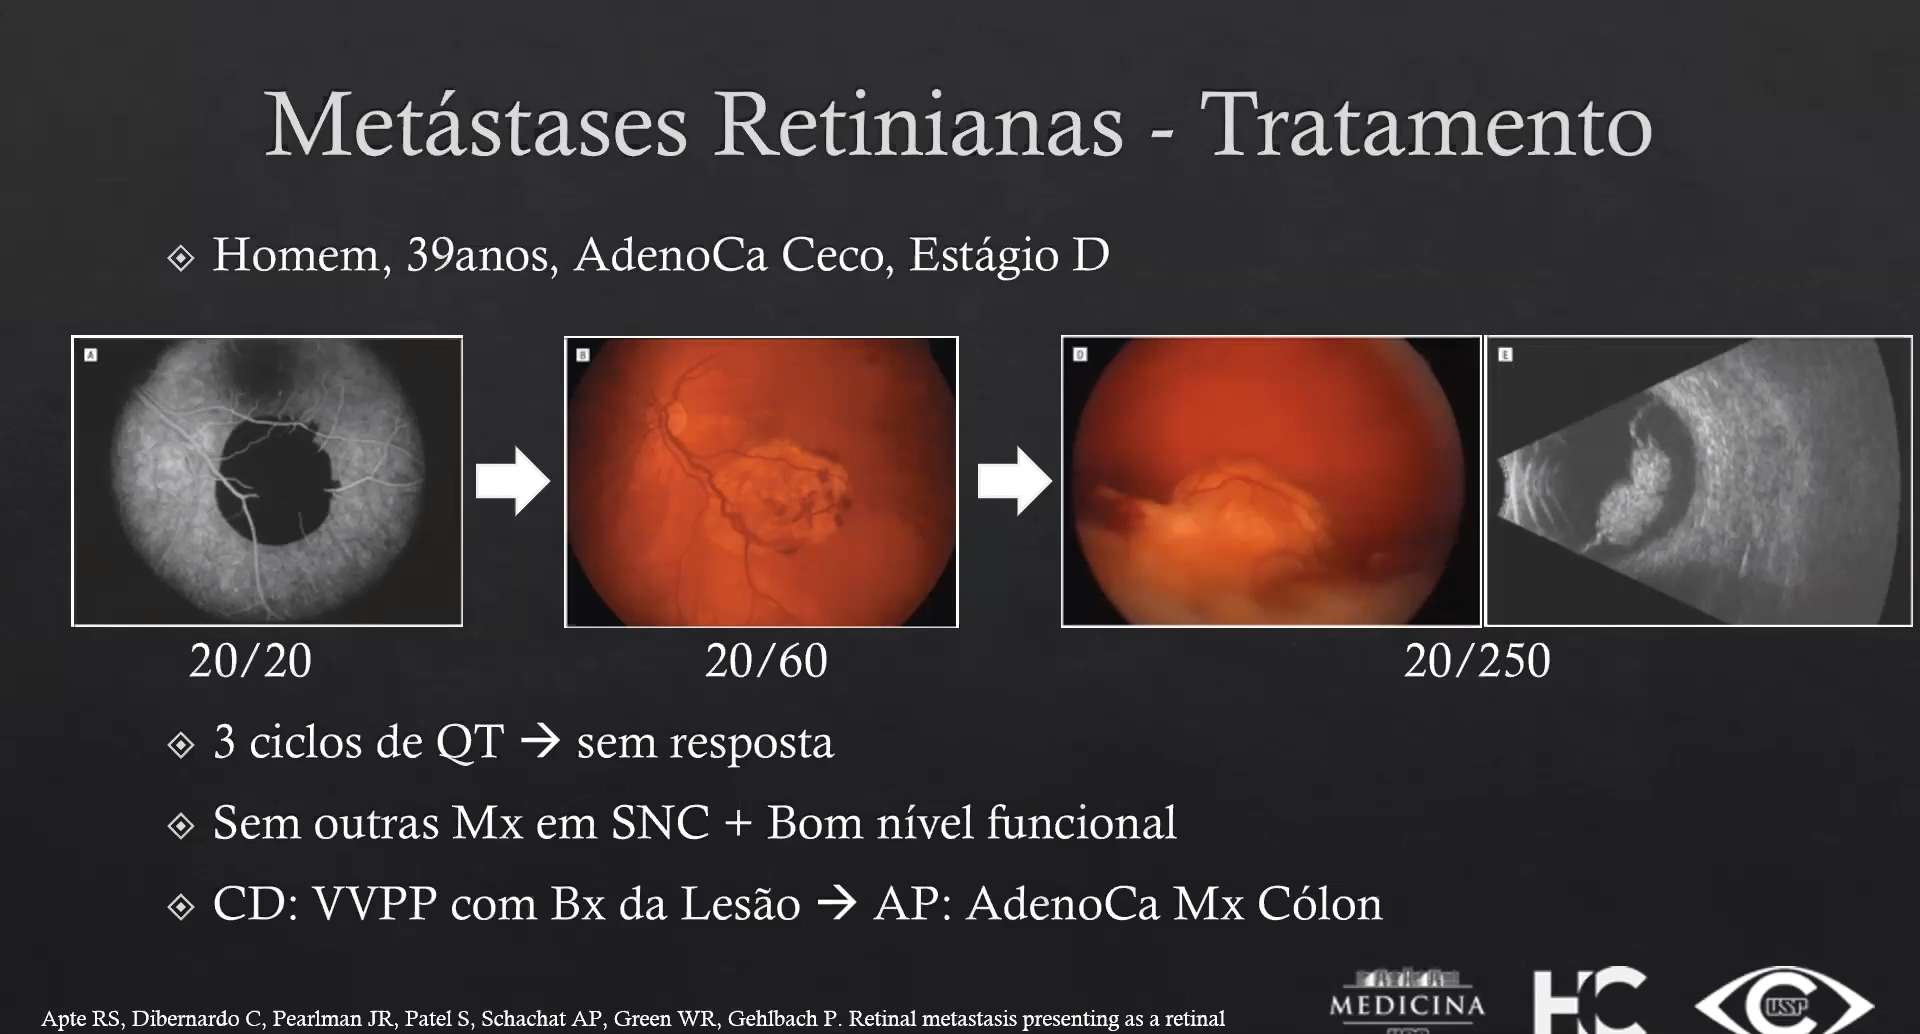 Metástases Retinianas - Tratamento
Homem, 39anos, AdenoCa Ceco, Estágio D
A
B
D
E
20/20
20/60
20/250
3 ciclos de QT → sem resposta
Sem outras Mx em SNC + Bom nível funcional
CD: VVPP com Bx da Lesão → AP: AdenoCa Mx Cólon
MEDICINA
HC
USP
Apte RS, Dibernardo C, Pearlman JR, Patel S, Schachat AP, Green WR, Gehlbach P. Retinal metastasis presenting as a retinal